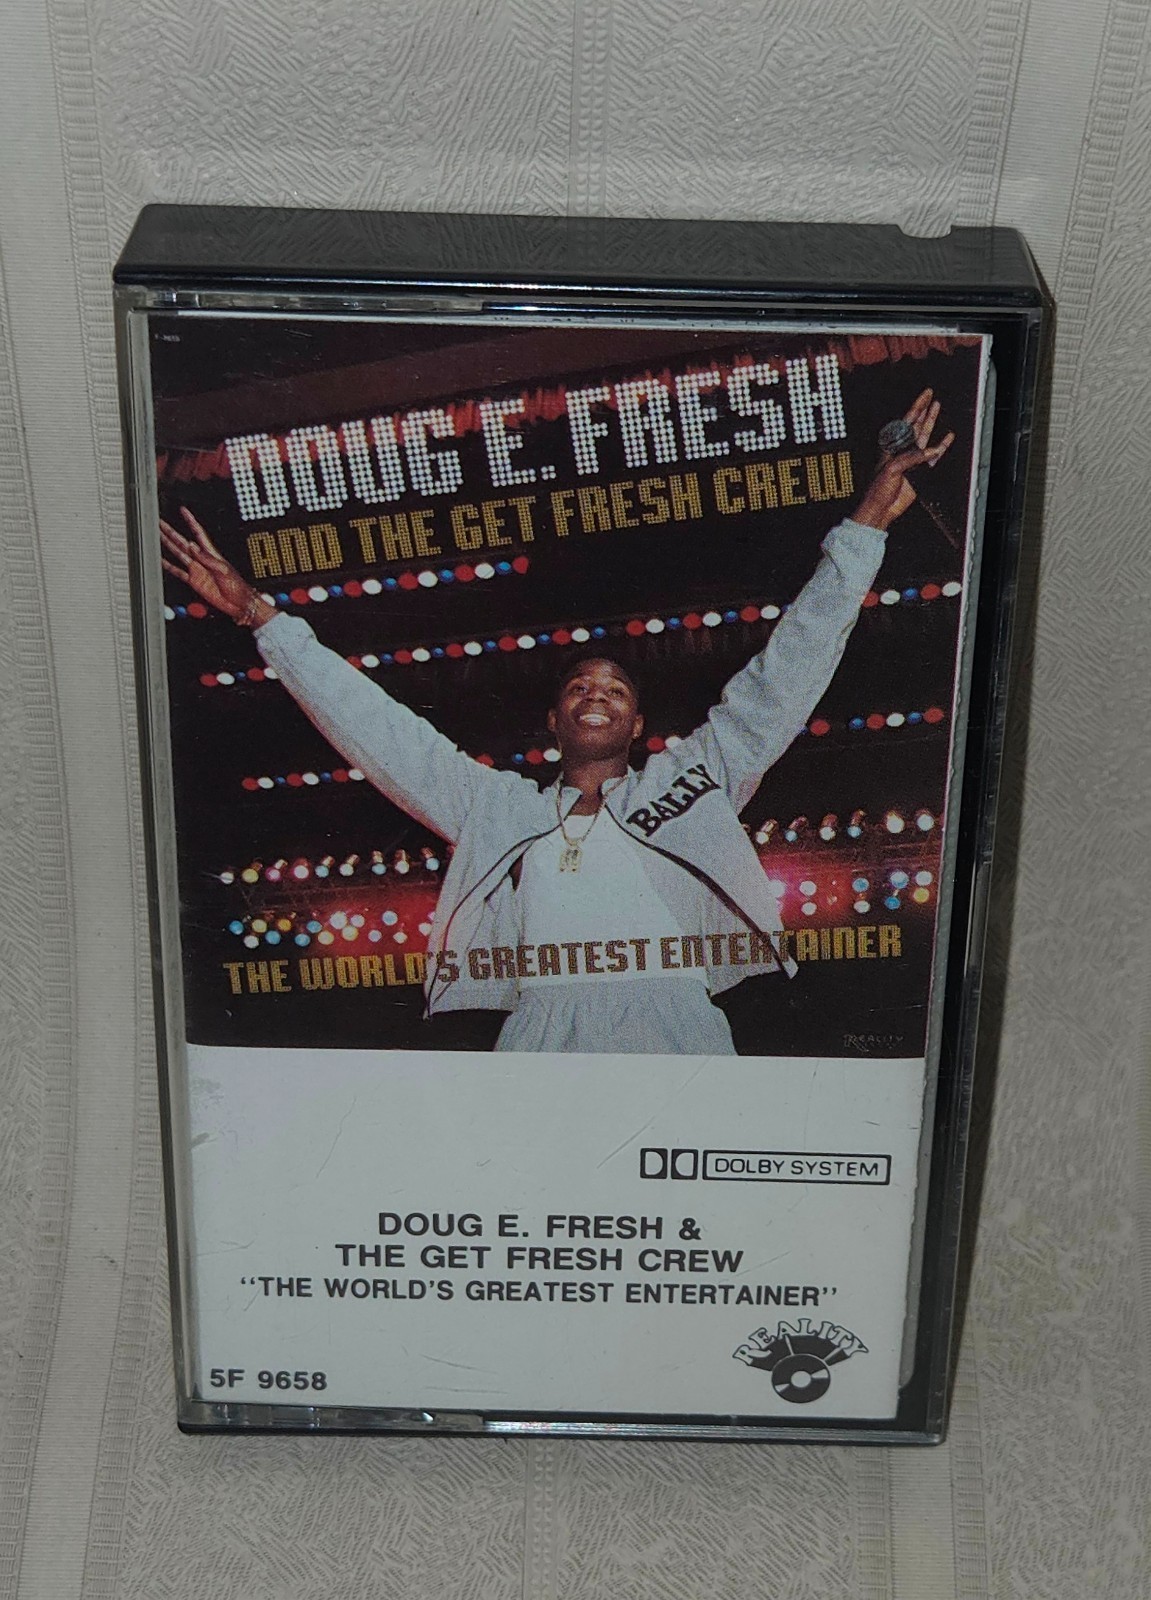 DOUG E. FRESH
AND THE GET FRESH CREW
BALLY
THE WORLD'S GREATEST ENTERTAINER
REALITY
DOLBY SYSTEM
DOUG E. FRESH &
THE GET FRESH CREW
“THE WORLD'S GREATEST ENTERTAINER”
REALITY
5F 9658